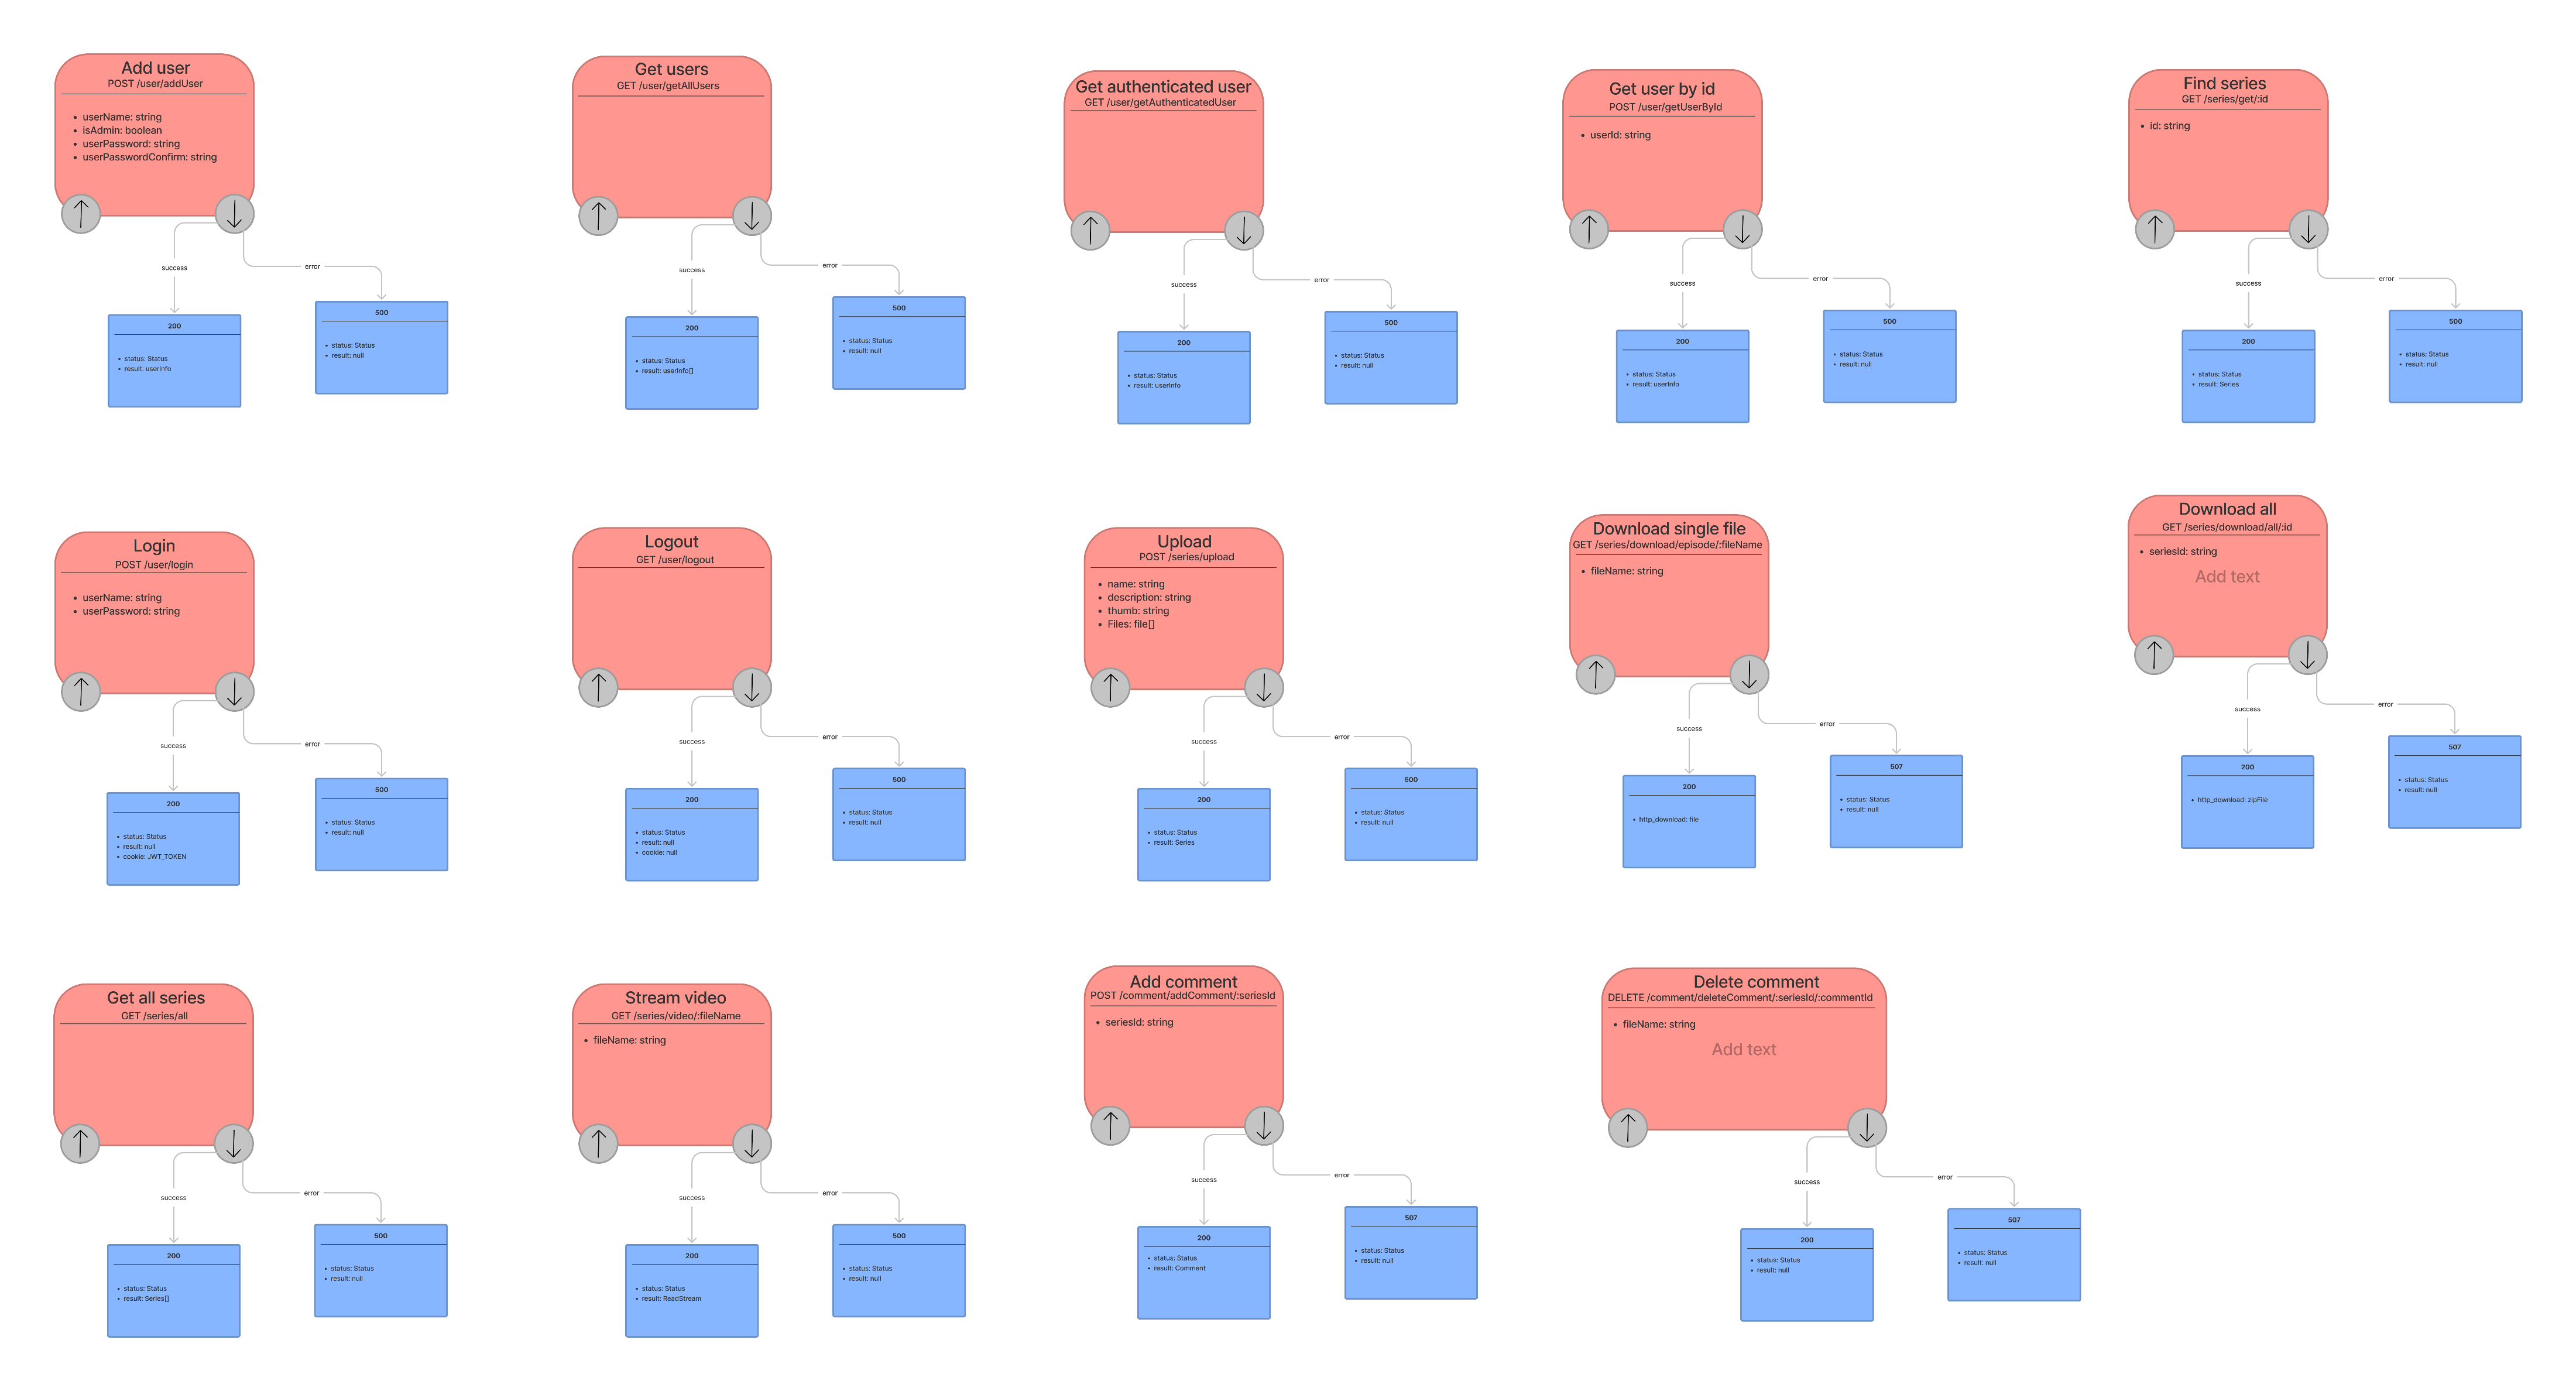 Add user
POST /user/addUser
• userName: string
• isAdmin: boolean
• userPassword: string
• userPasswordConfirm: string
success
error
200
• status: Status
• result: userInfo
500
• status: Status
• result: null
Get users
GET /user/getAllUsers
success
error
200
• status: Status
• result: userInfo[]
500
• status: Status
• result: null
Get authenticated user
GET /user/getAuthenticatedUser
success
error
200
• status: Status
• result: userInfo
500
• status: Status
• result: null
Get user by id
POST /user/getUserById
• userId: string
success
error
200
• status: Status
• result: userInfo
500
• status: Status
• result: null
Find series
GET /series/get/:id
• id: string
success
error
200
• status: Status
• result: Series
500
• status: Status
• result: null
Login
POST /user/login
• userName: string
• userPassword: string
success
error
200
• status: Status
• result: null
• cookie: JWT_TOKEN
500
• status: Status
• result: null
Logout
GET /user/logout
success
error
200
• status: Status
• result: null
• cookie: null
500
• status: Status
• result: null
Upload
POST /series/upload
• name: string
• description: string
• thumb: string
• Files: file[]
success
error
200
• status: Status
• result: Series
500
• status: Status
• result: null
Download single file
GET /series/download/episode/:fileName
• fileName: string
success
error
200
• http_download: file
507
• status: Status
• result: null
Download all
GET /series/download/all/:id
• seriesId: string
Add text
success
error
200
• http_download: zipFile
507
• status: Status
• result: null
Get all series
GET /series/all
success
error
200
• status: Status
• result: Series[]
500
• status: Status
• result: null
Stream video
GET /series/video/:fileName
• fileName: string
success
error
200
• status: Status
• result: ReadStream
500
• status: Status
• result: null
Add comment
POST /comment/addComment/:seriesId
• seriesId: string
success
error
200
• status: Status
• result: Comment
507
• status: Status
• result: null
Delete comment
DELETE /comment/deleteComment/:seriesId/:commentId
• fileName: string
Add text
success
error
200
• status: Status
• result: null
507
• status: Status
• result: null